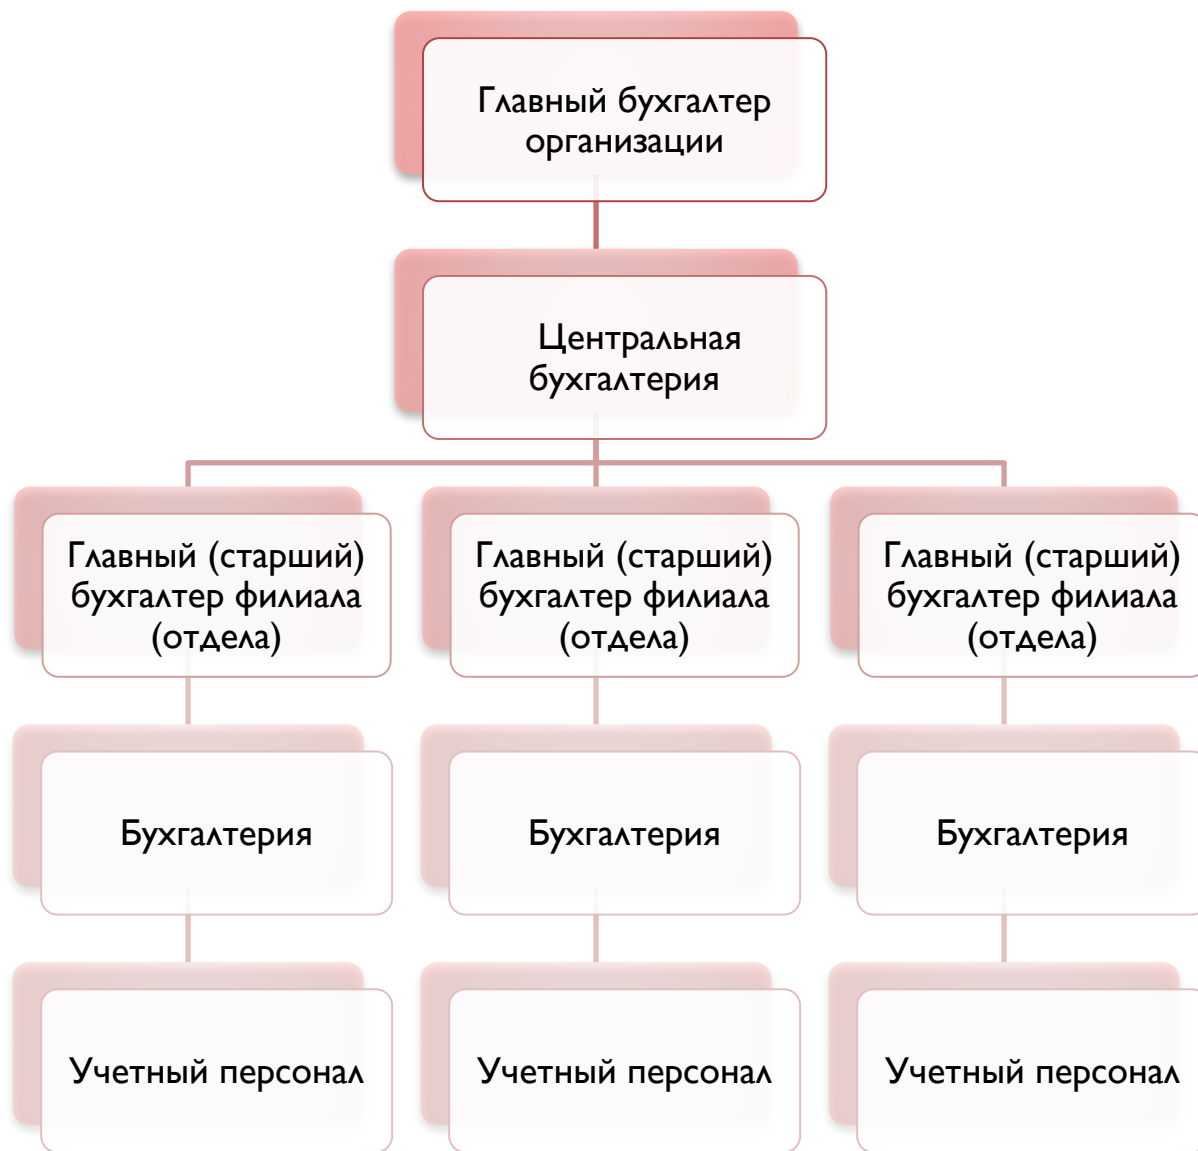 Главный бухгалтер
организации
Центральная
бухгалтерия
Главный (старший)
бухгалтер филиала
(отдела)
Главный (старший)
бухгалтер филиала
(отдела)
Главный (старший)
бухгалтер филиала
(отдела)
Бухгалтерия
Бухгалтерия
Бухгалтерия
Учетный персонал
Учетный персонал
Учетный персонал